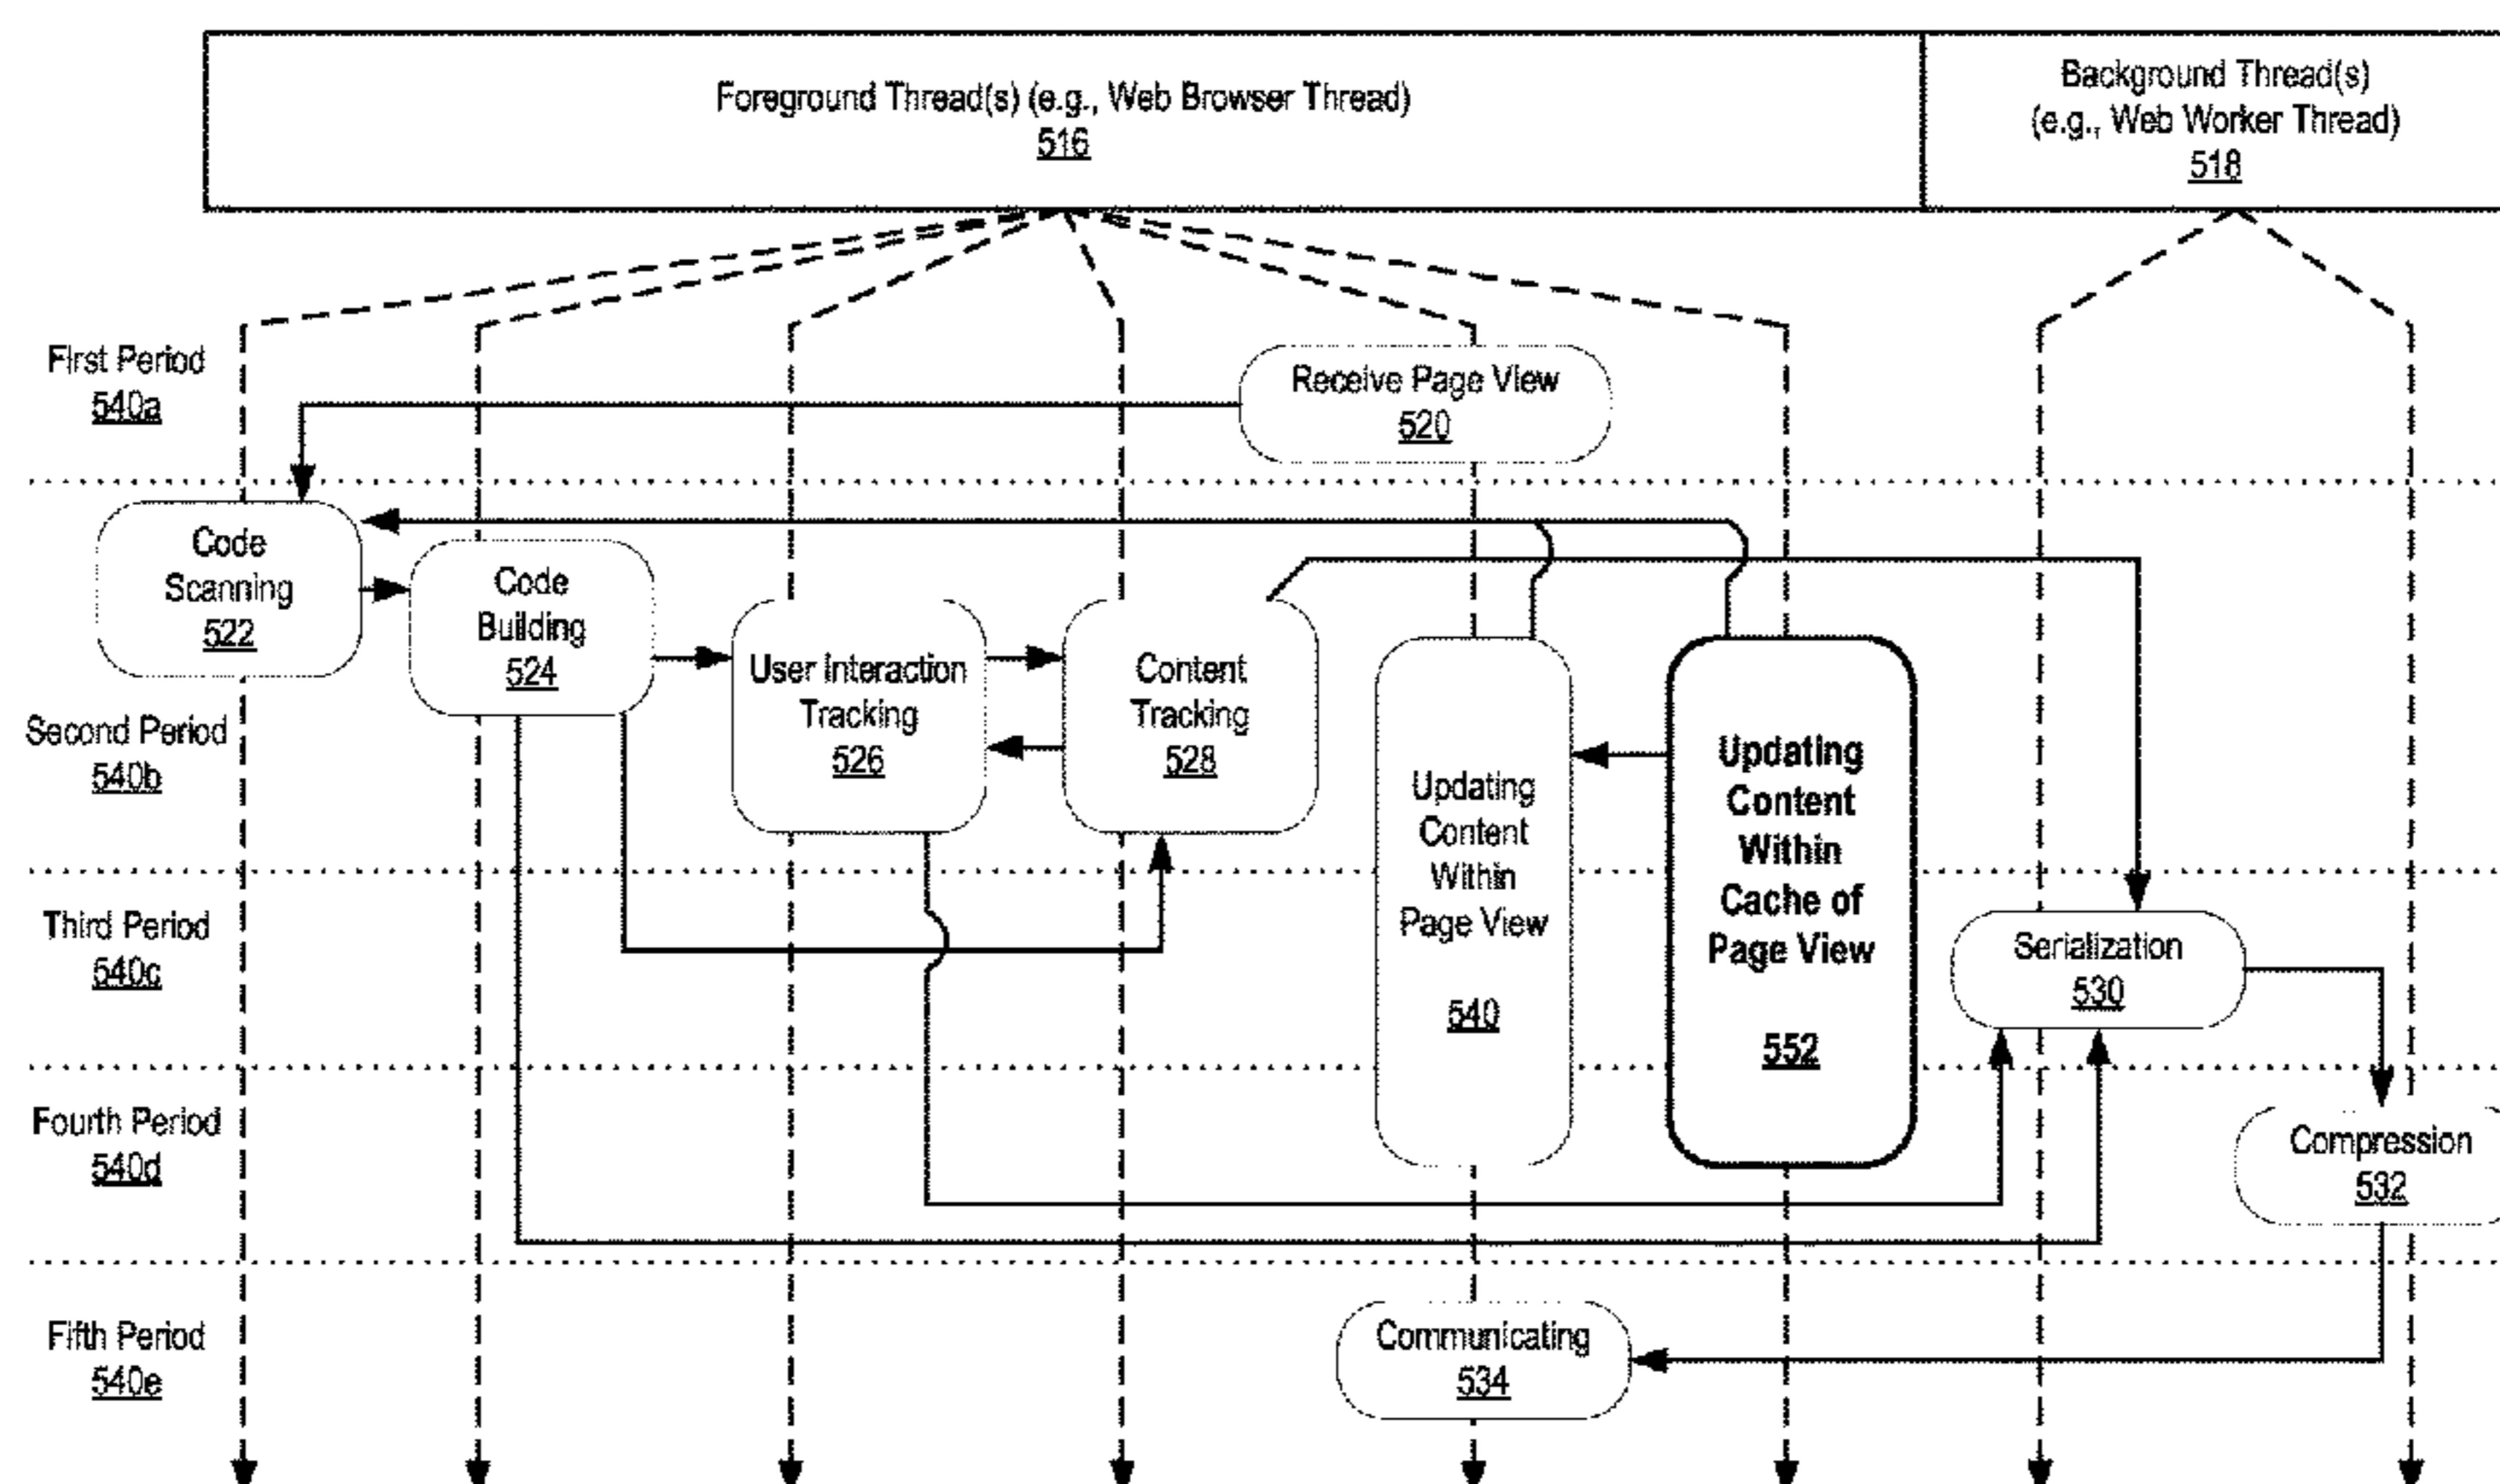 Foreground Thread(s) (e.g., Web Browser Thread)
516
Background Thread(s)
(e.g., Web Worker Thread)
518
First Period
540a
Receive Page View
520
Code
Scanning
522
Code
Building
524
User Interaction
Tracking
526
Content
Tracking
528
Second Period
540b
Updating
Content
Within
Page View
540
Updating
Content
Within
Cache of
Page View
552
Third Period
540c
Serialization
530
Fourth Period
540d
Compression
532
Fifth Period
540e
Communicating
534